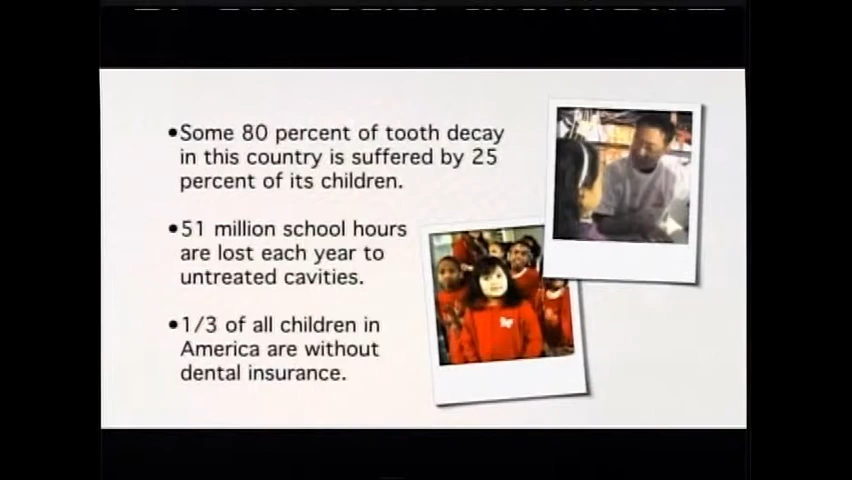 •Some 80 percent of tooth decay
in this country is suffered by 25
percent of its children.
•51 million school hours
are lost each year to
untreated cavities.
•1/3 of all children in
America are without
dental insurance.